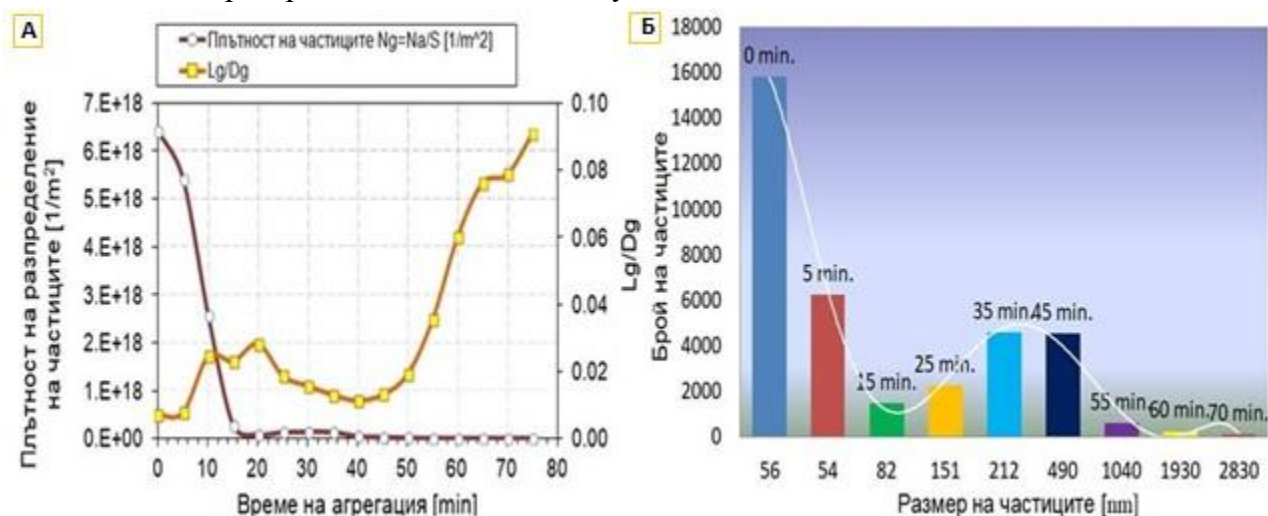 А
Плътност на частиците Ng=Na/S [1/m^2]
Lg/Dg
Плътност на разпределение
на частиците [1/m²]
7.E+18
6.E+18
5.E+18
4.E+18
3.E+18
2.E+18
1.E+18
0.E+00
0.10
0.08
0.06
0.04
0.02
0.00
Lg/Dg
0 10 20 30 40 50 60 70 80
Време на агрегация [min]
Б
Брой на частиците
18000
16000
14000
12000
10000
8000
6000
4000
2000
0
0 min.
5 min.
15 min.
25 min.
35 min.
45 min.
55 min.
60 min.
70 min.
56 54 82 151 212 490 1040 1930 2830
Размер на частиците [nm]